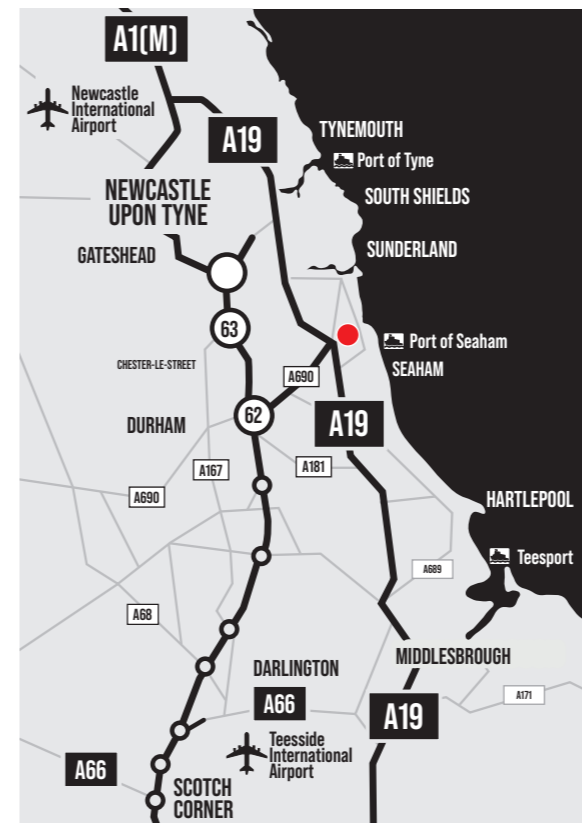 A1(M)
Newcastle
International
Airport
A19
TYNEMOUTH
Port of Tyne
NEWCASTLE
UPON TYNE
SOUTH SHIELDS
GATESHEAD
SUNDERLAND
63
Port of Seaham
CHESTER-LE-STREET
SEAHAM
A690
62
A19
DURHAM
A167
A181
A690
HARTLEPOOL
Teesport
A689
A68
MIDDLESBROUGH
DARLINGTON
A171
A66
A19
Teesside
International
Airport
A66
SCOTCH
CORNER